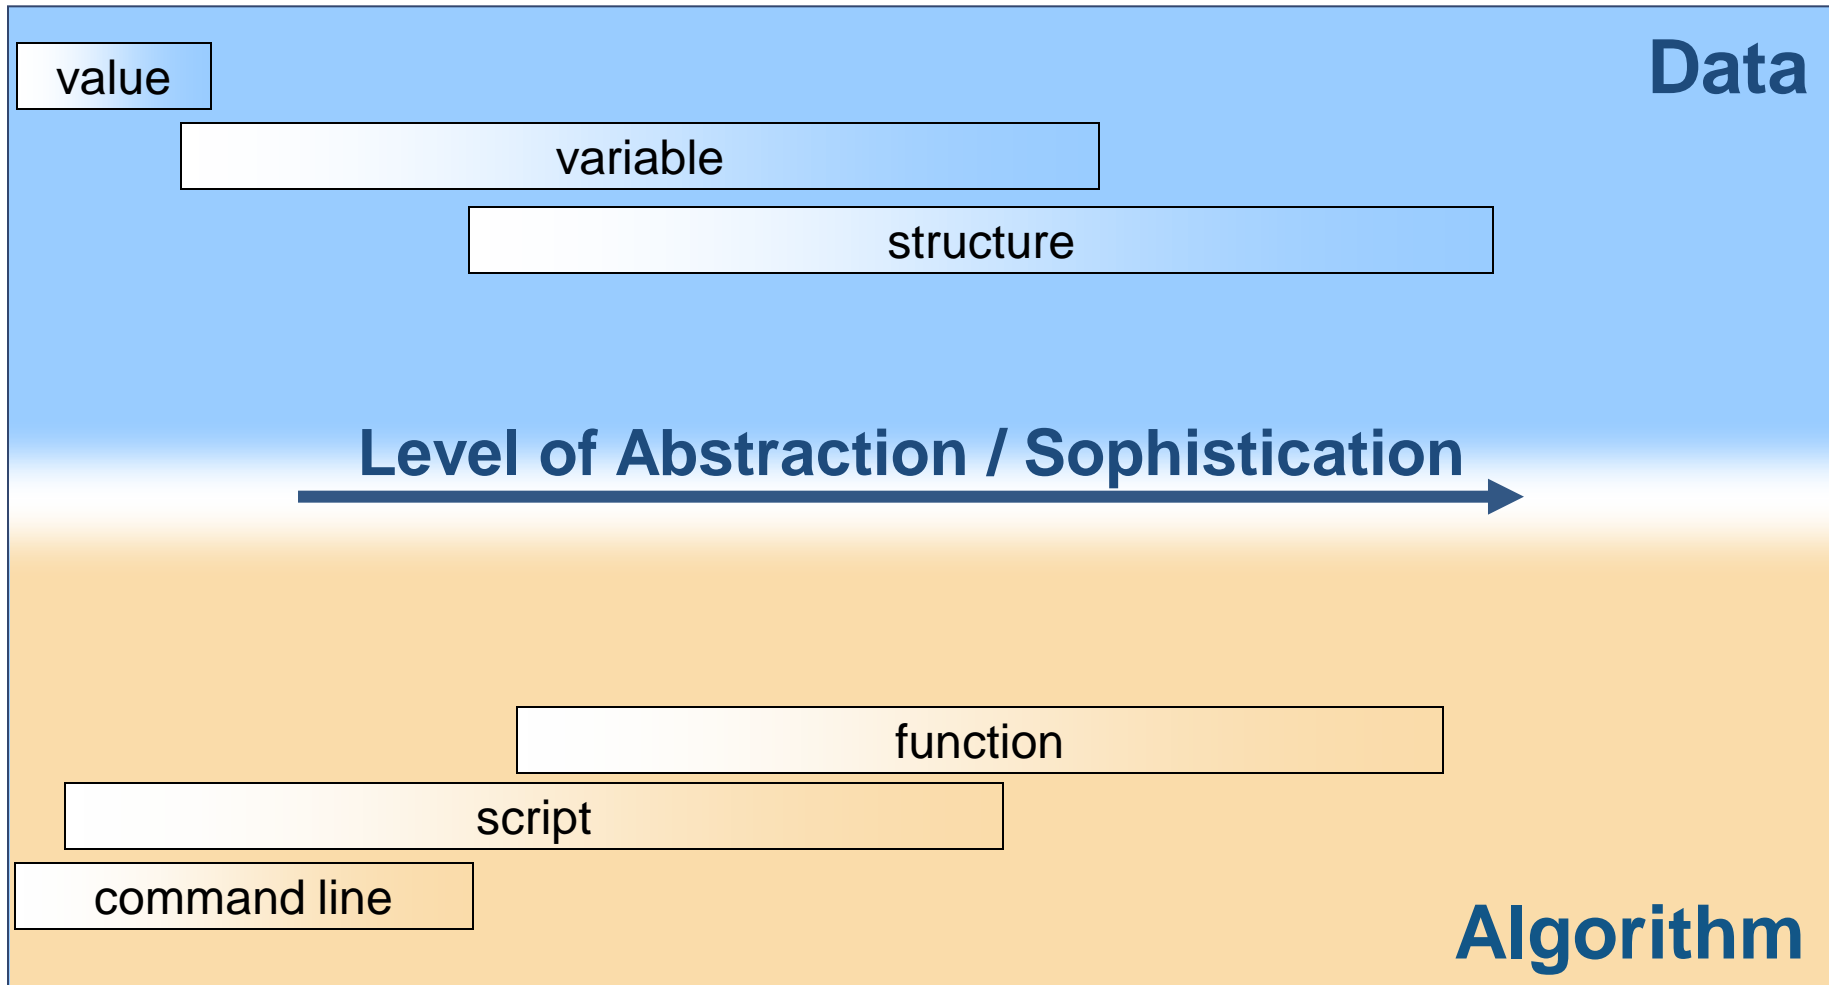 Data
value
variable
structure
Level of Abstraction / Sophistication
function
script
command line
Algorithm